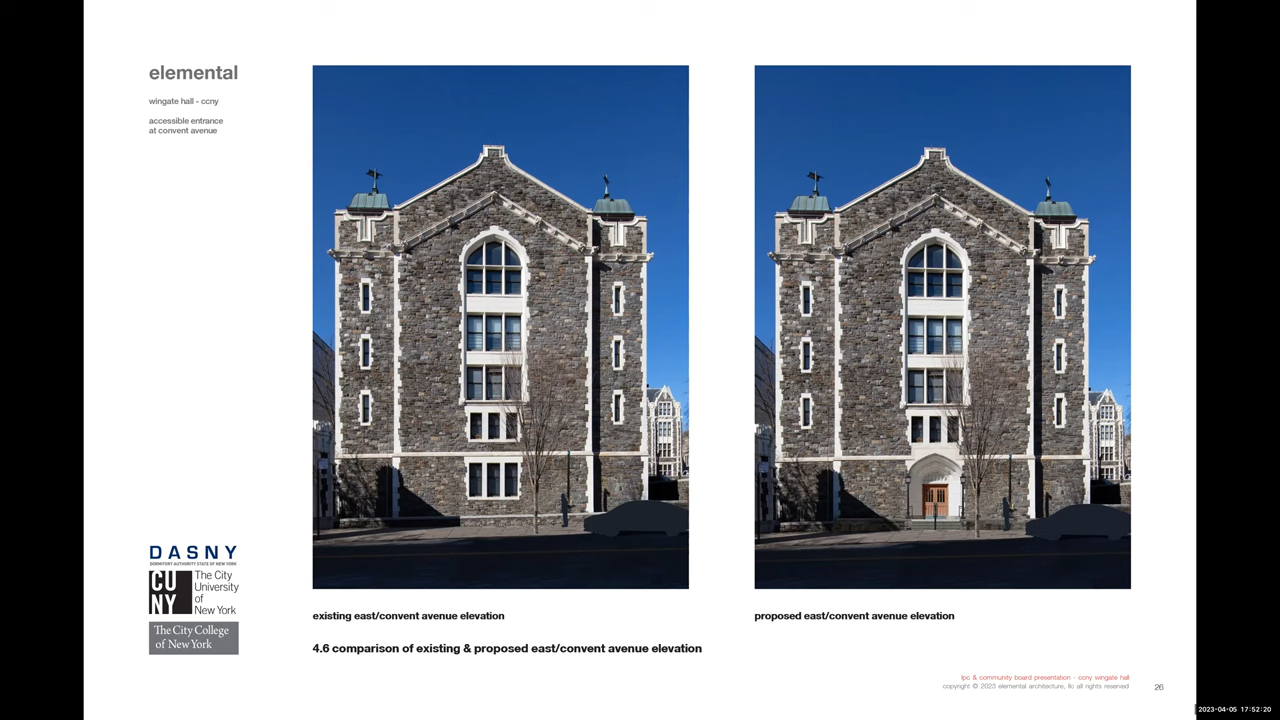 elemental
wingate hall - ccny
accessible entrance
at convent avenue
DASNY
DORMITORY AUTHORITY STATE OF NEW YORK
CU
NY
The City
University
of
New York
The City College
of New York
existing east/convent avenue elevation
proposed east/convent avenue elevation
4.6 comparison of existing & proposed east/convent avenue elevation
lpc & community board presentation - ccny wingate hall
copyright © 2023 elemental architecture, llc all rights reserved
26
2023-04-05 17:52:20